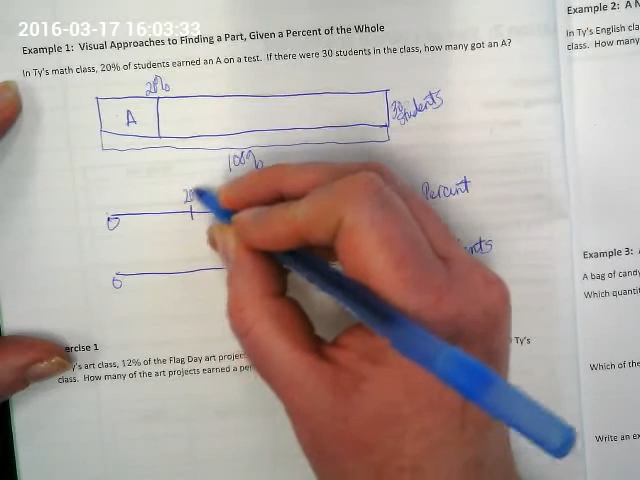 2016-03-17 16:03:33
Example 1: Visual Approaches to Finding a Part, Given a Percent of the Whole
In Ty's math class, 20% of students earned an A on a test. If there were 30 students in the class, how many got an A?
20%
A
30 students
100%
Percent
0
0
ercise 1
y's art class, 12% of the Flag Day art projec
Ty's
class. How many of the art projects earned a pe
Example 2: A N
In Ty's English cla
class. How many
Example 3:
A bag of candy
Which quantit
Which of the
Write an ex